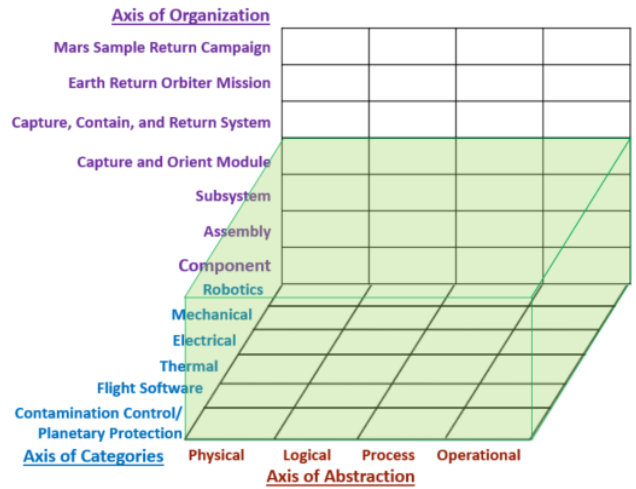 Axis of Organization
Mars Sample Return Campaign
Earth Return Orbiter Mission
Capture, Contain, and Return System
Capture and Orient Module
Subsystem
Assembly
Component
Robotics
Mechanical
Electrical
Thermal
Flight Software
Contamination Control/
Planetary Protection
Axis of Categories
Physical
Logical
Process
Operational
Axis of Abstraction